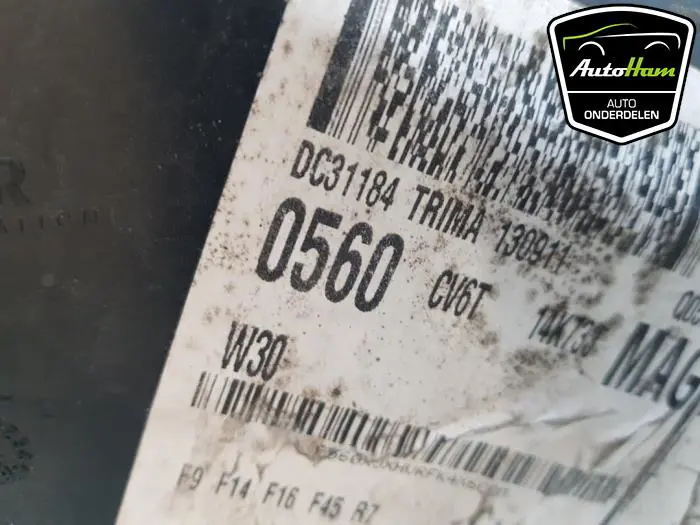 AutoHam
AUTO
ONDERDELEN
DC31184 TRIMA 130911
0560 CV6T 14K733 MAG
W30
F9 F14 F16 F45 R7